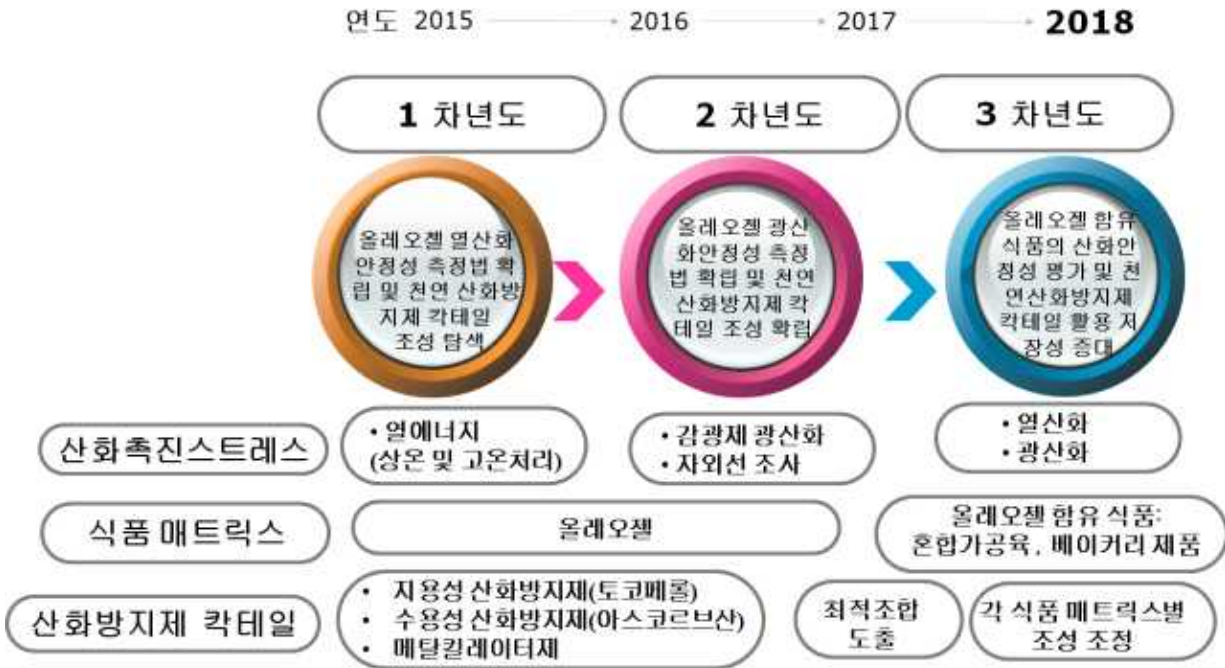 연도 2015 2016 2017 2018
1 차년도
2 차년도
3 차년도
올레오젤 열산화
안정성 측정법 확
립 및 천연 산화방
지제 칵테일
조성 탐색
올레오젤 광산
화안정성 측정
법 확립 및 천연
산화방지제 칵
테일 조성 확립
올레오젤 함유
식품의 산화안
정성 평가 및 천
연산화방지제
칵테일 활용 저
장성 증대
산화촉진스트레스
• 열에너지
(상온 및 고온처리)
• 감광제 광산화
• 자외선 조사
• 열산화
• 광산화
식품 매트릭스
올레오젤
올레오젤 함유 식품:
혼합가공육, 베이커리 제품
산화방지제 칵테일
• 지용성 산화방지제(토코페롤)
• 수용성 산화방지제(아스코르브산)
• 메탈킬레이터제
최적조합
도출
각 식품 매트릭스별
조성 조정